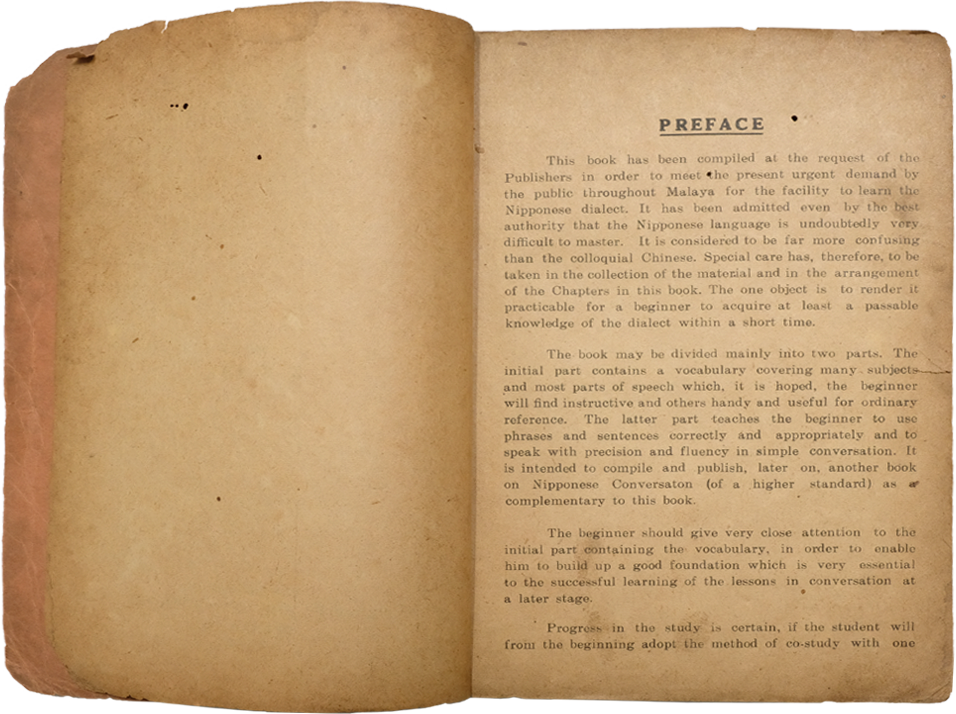 PREFACE
This book has been compiled at the request of the
Publishers in order to meet the present urgent demand by
the public throughout Malaya for the facility to learn the
Nipponese dialect. It has been admitted even by the best
authority that the Nipponese language is undoubtedly very
difficult to master. It is considered to be far more confusing
than the colloquial Chinese. Special care has, therefore, to be
taken in the collection of the material and in the arrangement
of the Chapters in this book. The one object is to render it
practicable for a beginner to acquire at least a passable
knowledge of the dialect within a short time.
The book may be divided mainly into two parts. The
initial part contains a vocabulary covering many subjects
and most parts of speech which, it is hoped, the beginner
will find instructive and others handy and useful for ordinary
reference. The latter part teaches the beginner to use
phrases and sentences correctly and appropriately and to
speak with precision and fluency in simple conversation. It
is intended to compile and publish, later on, another book
on Nipponese Conversaton (of a higher standard) as a
complementary to this book.
The beginner should give very close attention to the
initial part containing the vocabulary, in order to enable
him to build up a good foundation which is very essential
to the successful learning of the lessons in conversation at
a later stage.
Progress in the study is certain, if the student will
from the beginning adopt the method of co-study with one